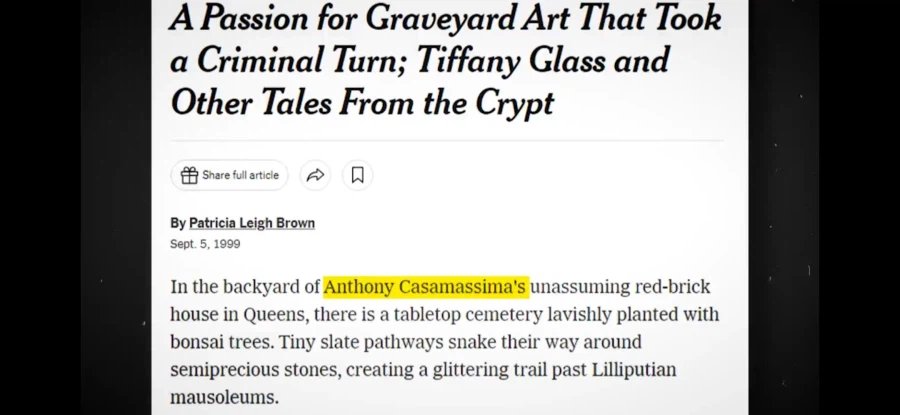 A Passion for Graveyard Art That Took
a Criminal Turn; Tiffany Glass and
Other Tales From the Crypt
Share full article
By Patricia Leigh Brown
Sept. 5, 1999
In the backyard of Anthony Casamassima's unassuming red-brick
house in Queens, there is a tabletop cemetery lavishly planted with
bonsai trees. Tiny slate pathways snake their way around
semiprecious stones, creating a glittering trail past Lilliputian
mausoleums.